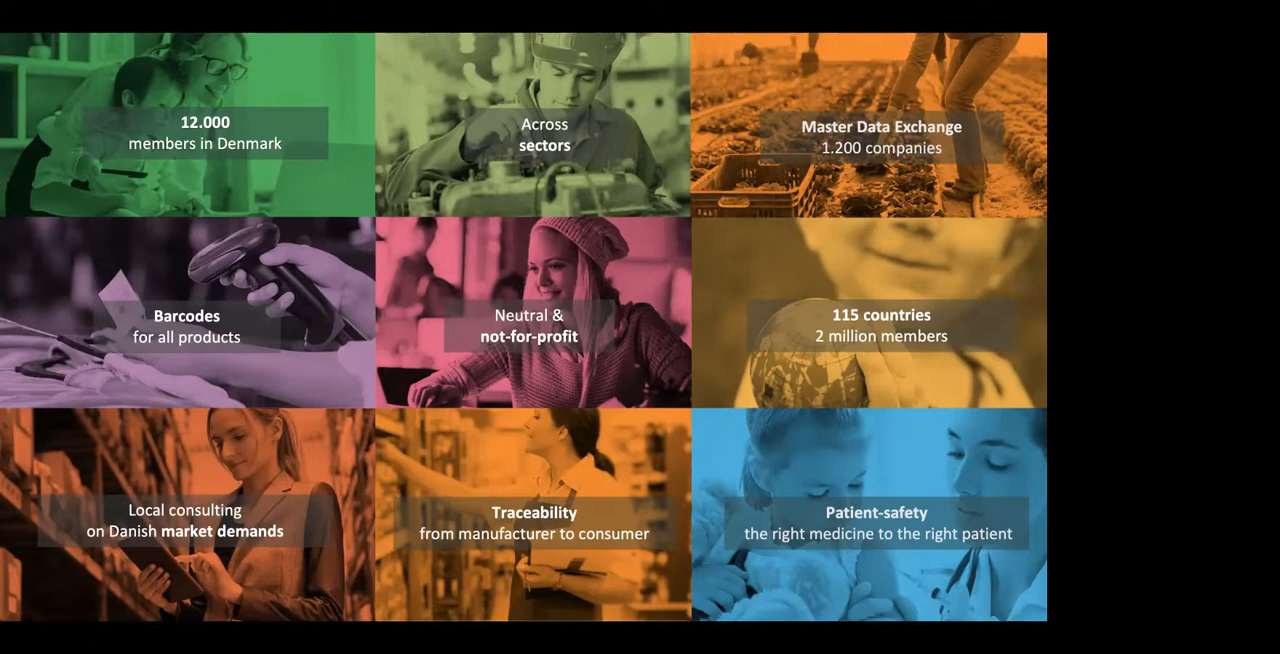 12.000
members in Denmark
Across
sectors
Master Data Exchange
1.200 companies
Barcodes
for all products
Neutral &
not-for-profit
115 countries
2 million members
Local consulting
on Danish market demands
Traceability
from manufacturer to consumer
Patient-safety
the right medicine to the right patient